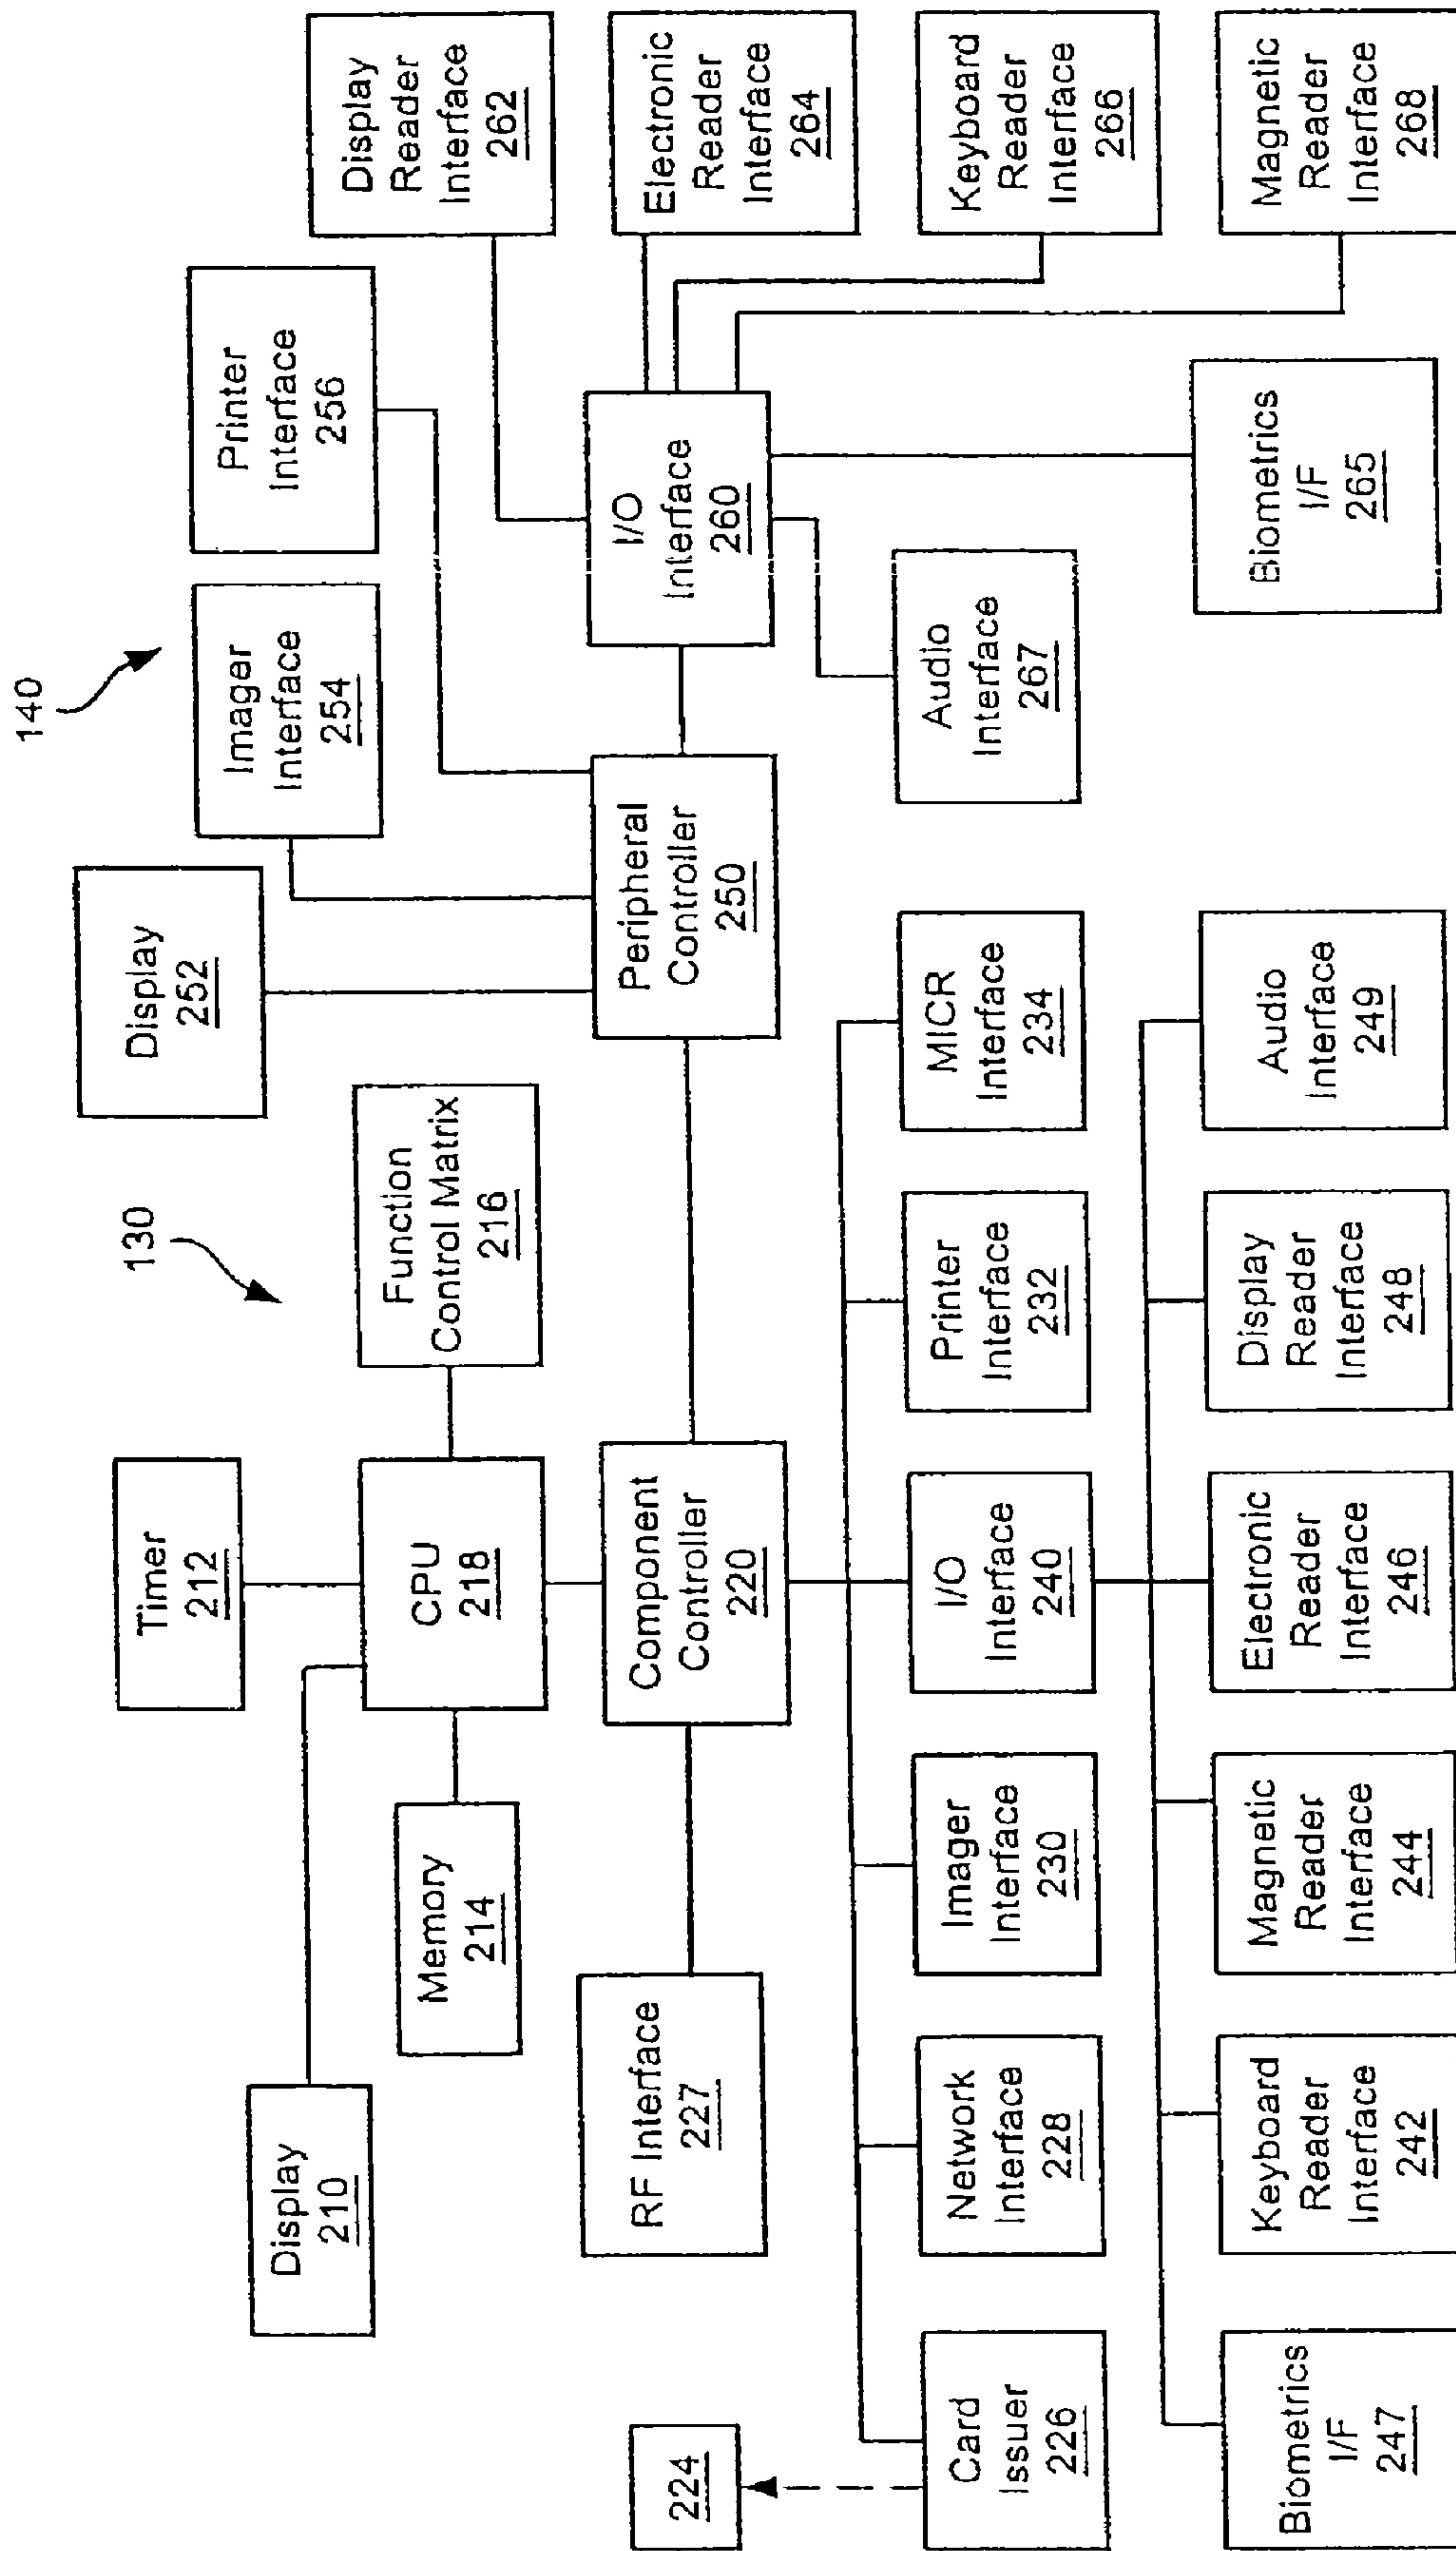 130
140
Display
210
Timer
212
Memory
214
CPU
218
Function
Control Matrix
216
Display
252
Imager
Interface
254
Printer
Interface
256
Display
Reader
Interface
262
224
RF Interface
227
Component
Controller
220
Peripheral
Controller
250
I/O
Interface
260
Electronic
Reader
Interface
264
Keyboard
Reader
Interface
266
Magnetic
Reader
Interface
268
Card
Issuer
226
Network
Interface
228
Imager
Interface
230
I/O
Interface
240
Printer
Interface
232
MICR
Interface
234
Audio
Interface
267
Biometrics
I/F
265
Biometrics
I/F
247
Keyboard
Reader
Interface
242
Magnetic
Reader
Interface
244
Electronic
Reader
Interface
246
Display
Reader
Interface
248
Audio
Interface
249